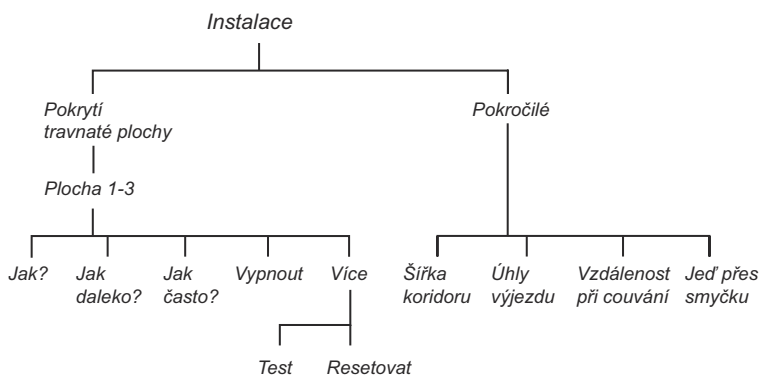 Instalace
Pokrytí
travnaté plochy
Pokročilé
Plocha 1-3
Jak?
Jak
daleko?
Jak
často?
Vypnout
Více
Šířka
koridoru
Úhly
výjezdu
Vzdálenost
při couvání
Jeď přes
smyčku
Test
Resetovat